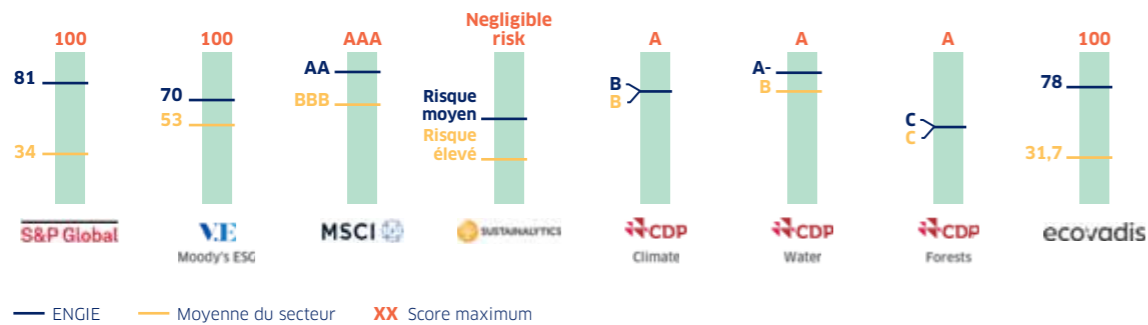 100
81
34
S&P Global
100
70
53
V.E
Moody's ESG
AAA
AA
BBB
MSCI
Negligible
risk
Risque
moyen
Risque
élevé
SUSTAINALYTICS
A
B
B
CDP
Climate
A
A-
B
CDP
Water
A
C
C
CDP
Forests
100
78
31,7
ecovadis
ENGIE
Moyenne du secteur
XX Score maximum